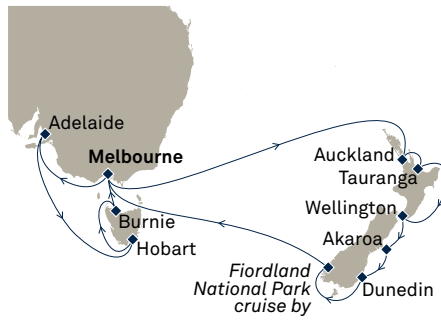 Adelaide
Melbourne
Auckland
Tauranga
Wellington
Burnie
Akaroa
Hobart
Fiordland
National Park
cruise by
Dunedin